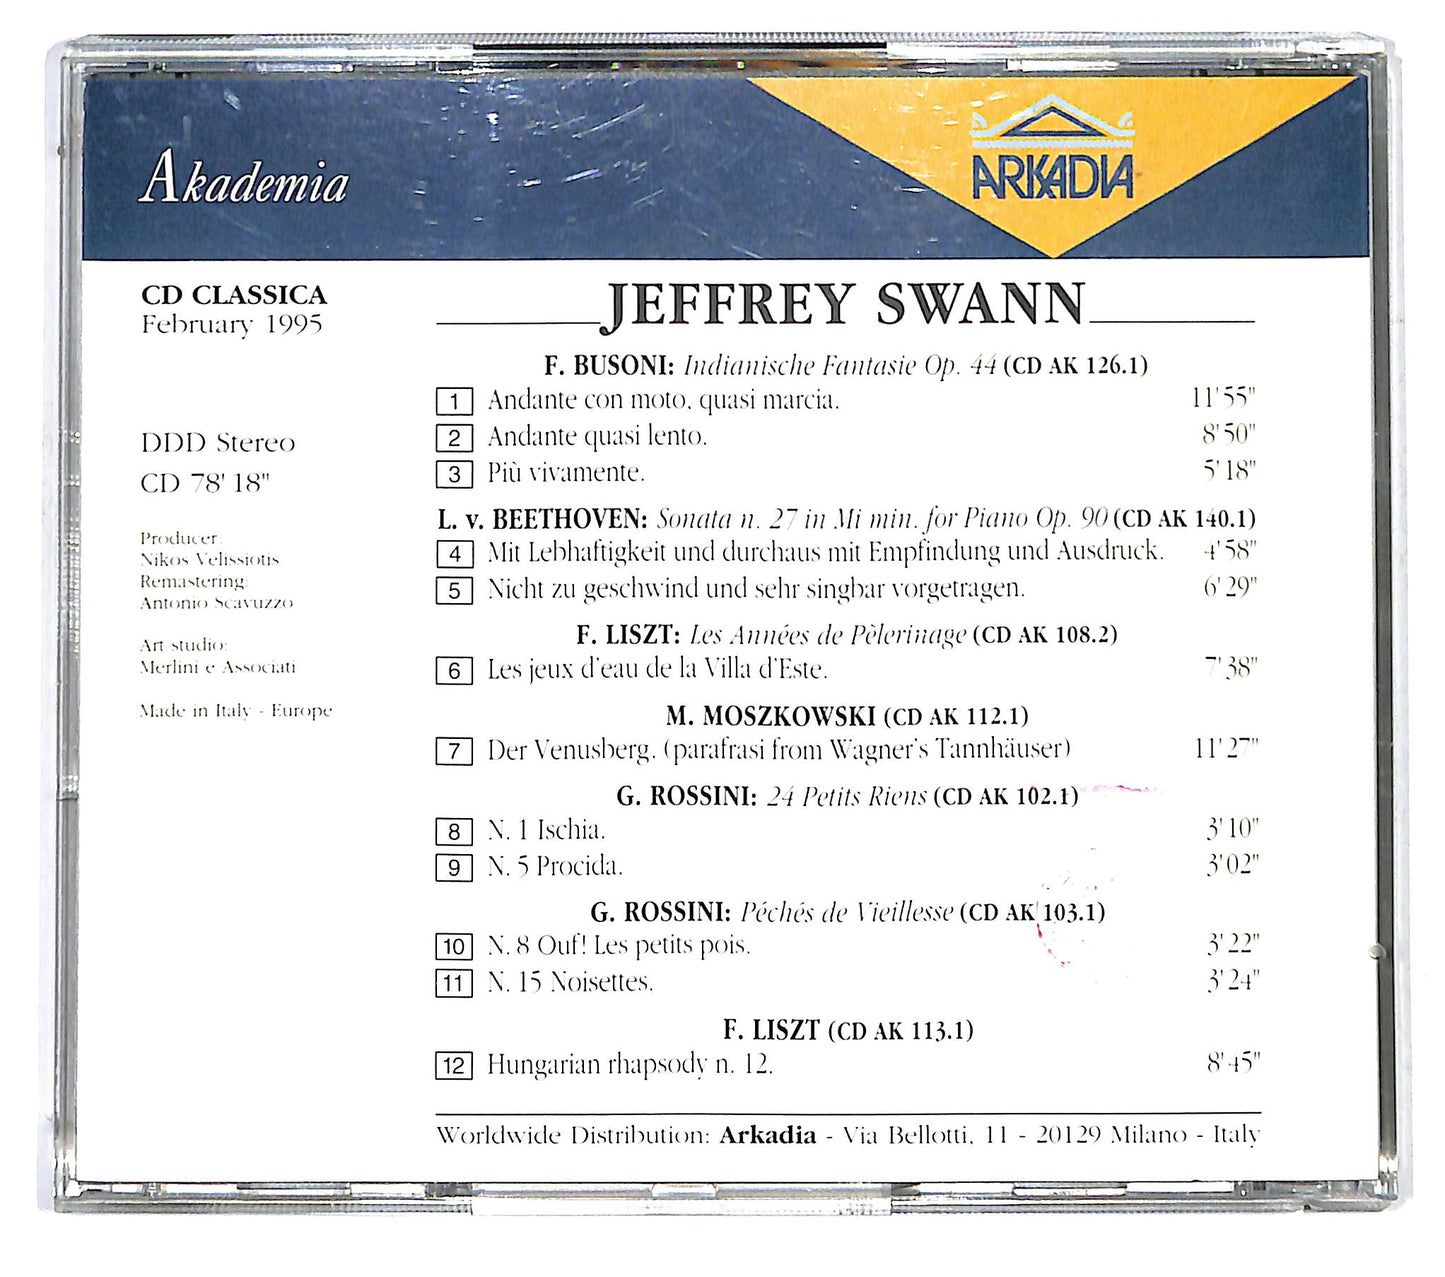 Akademia
ARKADIA
CD CLASSICA
February 1995
DDD Stereo
CD 78' 18"
Producer:
Nikos Velissiotis
Remastering:
Antonio Scavuzzo
Art studio:
Merlini e Associati
Made in Italy - Europe
JEFFREY SWANN
F. BUSONI: Indianische Fantasie Op. 44 (CD AK 126.1)
1 Andante con moto, quasi marcia. 11'55"
2 Andante quasi lento. 8'50"
3 Più vivamente. 5'18"
L. v. BEETHOVEN: Sonata n. 27 in Mi min. for Piano Op. 90 (CD AK 140.1)
4 Mit Lebhaftigkeit und durchaus mit Empfindung und Ausdruck. 4'58"
5 Nicht zu geschwind und sehr singbar vorgetragen. 6'29"
F. LISZT: Les Années de Pèlerinage (CD AK 108.2)
6 Les jeux d'eau de la Villa d'Este. 7'38"
M. MOSZKOWSKI (CD AK 112.1)
7 Der Venusberg. (parafrasi from Wagner's Tannhäuser) 11'27"
G. ROSSINI: 24 Petits Riens (CD AK 102.1)
8 N. 1 Ischia. 3'10"
9 N. 5 Procida. 3'02"
G. ROSSINI: Péchés de Vieillesse (CD AK 103.1)
10 N. 8 Ouf! Les petits pois. 3'22"
11 N. 15 Noisettes. 3'24"
F. LISZT (CD AK 113.1)
12 Hungarian rhapsody n. 12. 8'45"
Worldwide Distribution: Arkadia - Via Bellotti, 11 - 20129 Milano - Italy